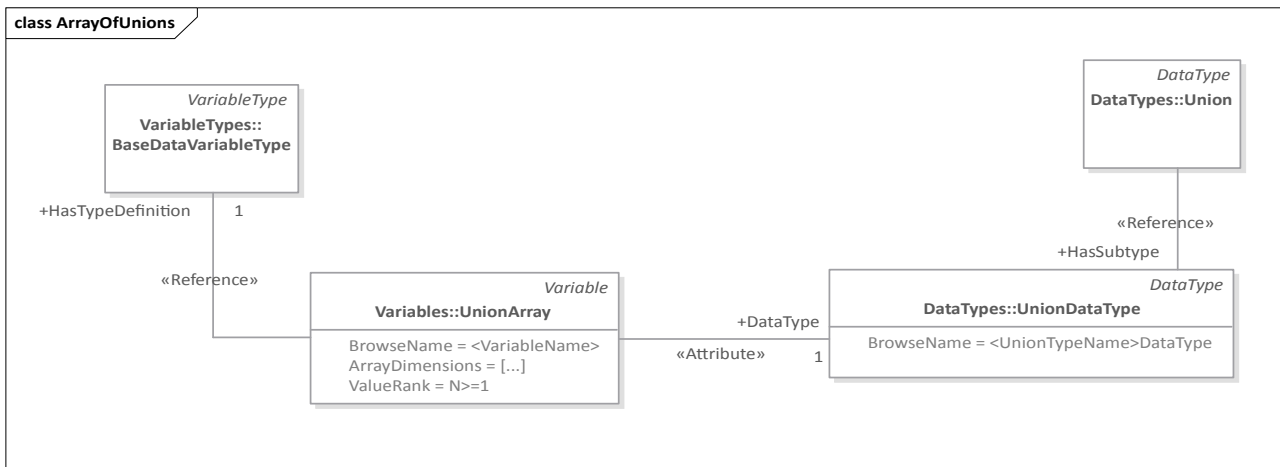 class ArrayOfUnions
DataType
DataTypes::Union
VariableType
VariableTypes::
BaseDataVariableType
+HasTypeDefinition 1
«Reference»
«Reference»
+HasSubtype
Variable
Variables::UnionArray
BrowseName = <VariableName>
ArrayDimensions = [...]
ValueRank = N>=1
+DataType
«Attribute» 1
DataType
DataTypes::UnionDataType
BrowseName = <UnionTypeName>DataType